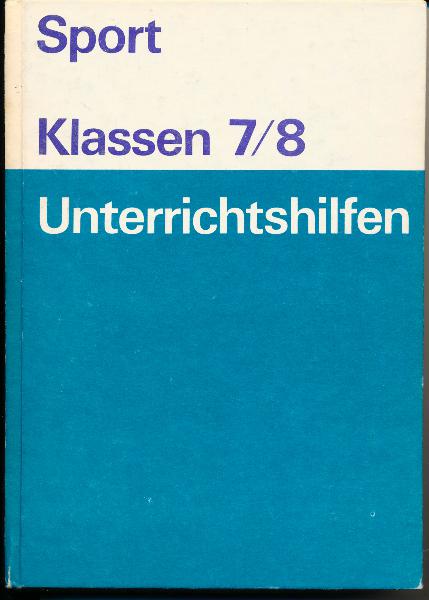 Sport
Klassen 7/8
Unterrichtshilfen